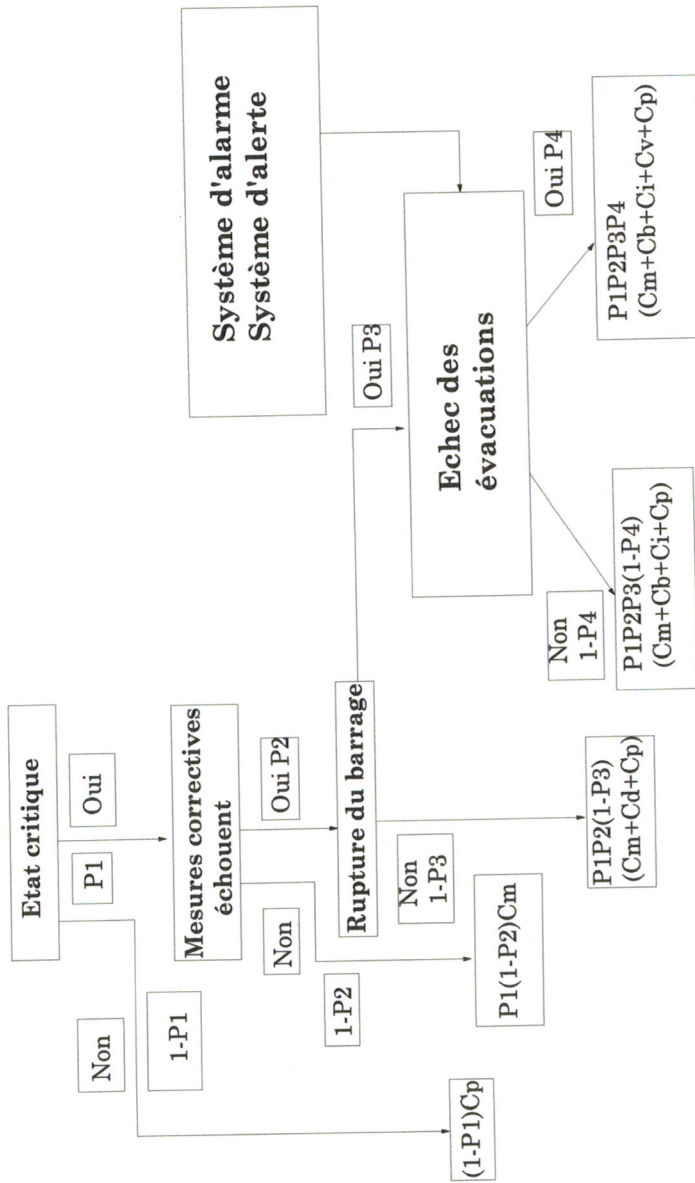 Etat critique
Non
P1
Oui
1-P1
Mesures correctives
échouent
Système d'alarme
Système d'alerte
Non
Oui P2
1-P2
Rupture du barrage
Oui P3
Non
1-P3
Echec des
évacuations
(1-P1)Cp
P1(1-P2)Cm
Non
1-P4
Oui P4
P1P2(1-P3)
(Cm+Cd+Cp)
P1P2P3(1-P4)
(Cm+Cb+Ci+Cp)
P1P2P3P4
(Cm+Cb+Ci+Cv+Cp)